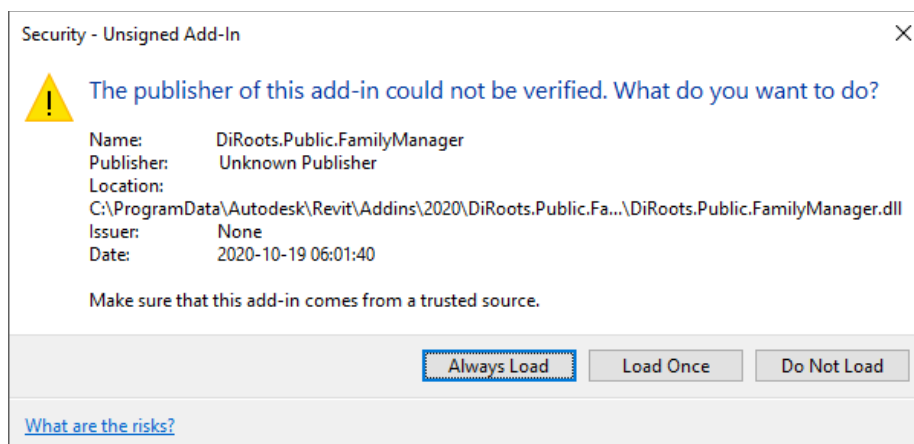 Security - Unsigned Add-In
The publisher of this add-in could not be verified. What do you want to do?
Name: DiRoots.Public.FamilyManager
Publisher: Unknown Publisher
Location:
C:\ProgramData\Autodesk\Revit\Addins\2020\DiRoots.Public.Fa...\DiRoots.Public.FamilyManager.dll
Issuer: None
Date: 2020-10-19 06:01:40
Make sure that this add-in comes from a trusted source.
Always Load Load Once Do Not Load
What are the risks?